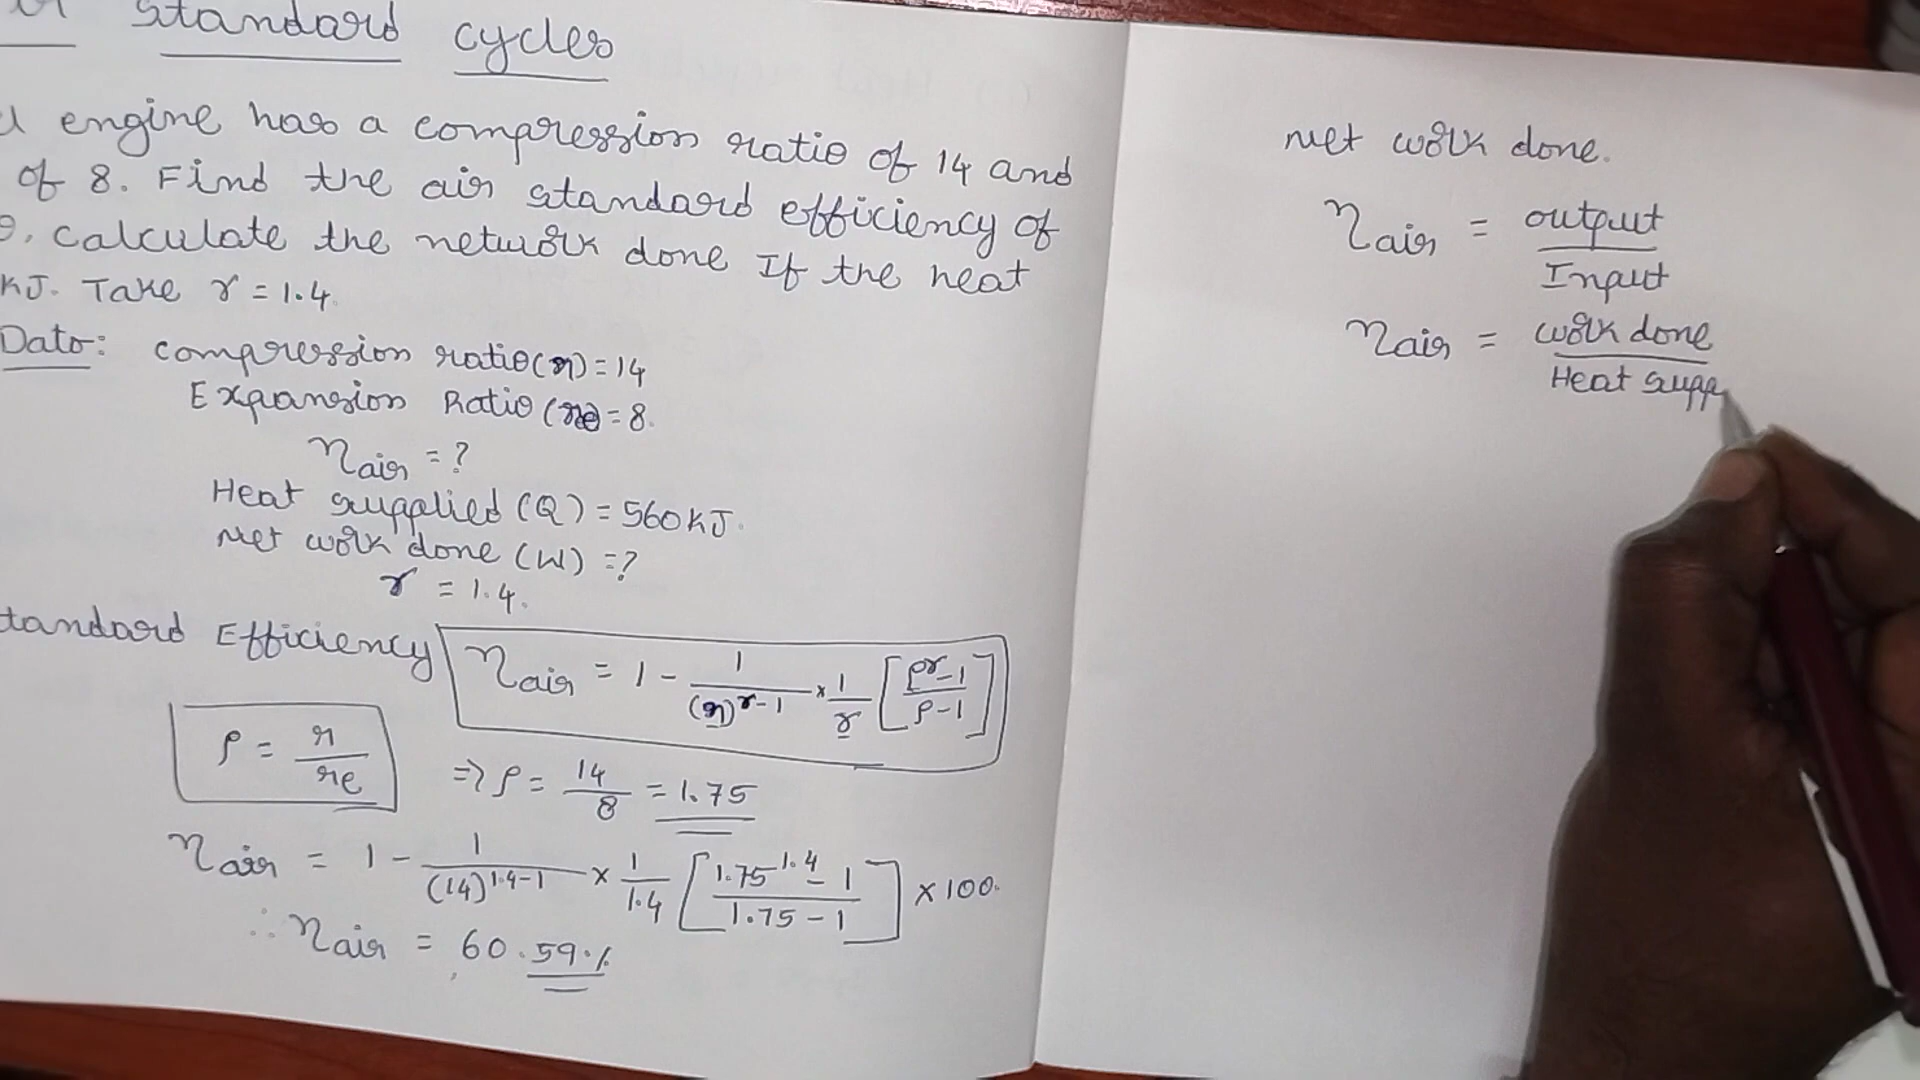 standard cycles
engine has a compression ratio of 14 and
of 8. Find the air standard efficiency of
calculate the network done If the heat
KJ. Take γ = 1.4.
Data: compression ratio (r) = 14
Expansion Ratio (re) = 8.
ηair = ?
Heat supplied (Q) = 560 KJ.
Net work done (W) = ?
γ = 1.4.
tandard Efficiency ηair = 1 - 1/(r)^γ-1 × 1/γ [ρ^γ-1/ρ-1]
ρ = r/re ⇒ ρ = 14/8 = 1.75
ηair = 1 - 1/(14)^1.4-1 × 1/1.4 [1.75^1.4 - 1/1.75 - 1] × 100.
∴ ηair = 60.59%
Net work done.
ηair = output/Input
ηair = work done/Heat supp